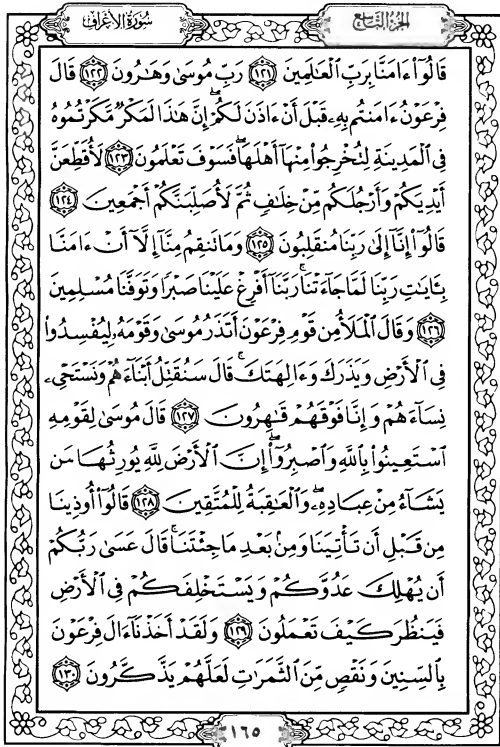 سُورَةُ الأَعْرَافِ
الجُزْءُ التَّاسِعُ
قَالُوٓا۟ ءَامَنَّا بِرَبِّ ٱلْعَٰلَمِينَ ﴿١٢١﴾ رَبِّ مُوسَىٰ وَهَٰرُونَ ﴿١٢٢﴾ قَالَ
فِرْعَوْنُ ءَامَنتُم بِهِۦ قَبْلَ أَنْ ءَاذَنَ لَكُمْ ۖ إِنَّ هَٰذَا لَمَكْرٌ مَّكَرْتُمُوهُ
فِى ٱلْمَدِينَةِ لِتُخْرِجُوا۟ مِنْهَآ أَهْلَهَا ۖ فَسَوْفَ تَعْلَمُونَ ﴿١٢٣﴾ لَأُقَطِّعَنَّ
أَيْدِيَكُمْ وَأَرْجُلَكُم مِّنْ خِلَٰفٍ ثُمَّ لَأُصَلِّبَنَّكُمْ أَجْمَعِينَ ﴿١٢٤﴾
قَالُوٓا۟ إِنَّآ إِلَىٰ رَبِّنَا مُنقَلِبُونَ ﴿١٢٥﴾ وَمَا تَنقِمُ مِنَّآ إِلَّآ أَنْ ءَامَنَّا
بِـَٔايَٰتِ رَبِّنَا لَمَّا جَآءَتْنَا ۚ رَبَّنَآ أَفْرِغْ عَلَيْنَا صَبْرًا وَتَوَفَّنَا مُسْلِمِينَ
﴿١٢٦﴾ وَقَالَ ٱلْمَلَأُ مِن قَوْمِ فِرْعَوْنَ أَتَذَرُ مُوسَىٰ وَقَوْمَهُۥ لِيُفْسِدُوا۟
فِى ٱلْأَرْضِ وَيَذَرَكَ وَءَالِهَتَكَ ۚ قَالَ سَنُقَتِّلُ أَبْنَآءَهُمْ وَنَسْتَحْىِۦ
نِسَآءَهُمْ وَإِنَّا فَوْقَهُمْ قَٰهِرُونَ ﴿١٢٧﴾ قَالَ مُوسَىٰ لِقَوْمِهِ
ٱسْتَعِينُوا۟ بِٱللَّهِ وَٱصْبِرُوٓا۟ ۖ إِنَّ ٱلْأَرْضَ لِلَّهِ يُورِثُهَا مَن
يَشَآءُ مِنْ عِبَادِهِۦ ۖ وَٱلْعَٰقِبَةُ لِلْمُتَّقِينَ ﴿١٢٨﴾ قَالُوٓا۟ أُوذِينَا
مِن قَبْلِ أَن تَأْتِيَنَا وَمِنۢ بَعْدِ مَا جِئْتَنَا ۚ قَالَ عَسَىٰ رَبُّكُمْ
أَن يُهْلِكَ عَدُوَّكُمْ وَيَسْتَخْلِفَكُمْ فِى ٱلْأَرْضِ
فَيَنظُرَ كَيْفَ تَعْمَلُونَ ﴿١٢٩﴾ وَلَقَدْ أَخَذْنَآ ءَالَ فِرْعَوْنَ
بِٱلسِّنِينَ وَنَقْصٍ مِّنَ ٱلثَّمَرَٰتِ لَعَلَّهُمْ يَذَّكَّرُونَ ﴿١٣٠﴾
١٦٥